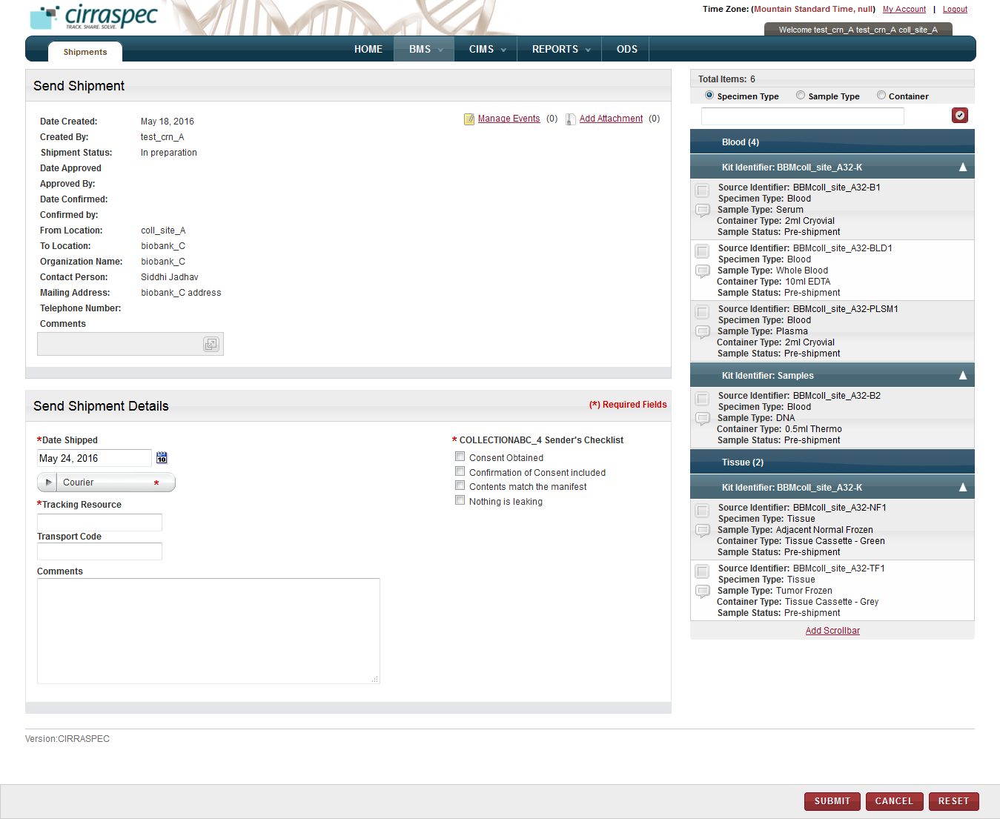 cirraspec
TRACK. SHARE. SOLVE.
Time Zone: (Mountain Standard Time, null) My Account | Logout
Welcome test_crn_A test_crn_A coll_site_A
Shipments
HOME BMS CIMS REPORTS ODS
Send Shipment
Manage Events (0) Add Attachment (0)
Date Created: May 18, 2016
Created By: test_crn_A
Shipment Status: In preparation
Date Approved
Approved By:
Date Confirmed:
Confirmed by:
From Location: coll_site_A
To Location: biobank_C
Organization Name: biobank_C
Contact Person: Siddhi Jadhav
Mailing Address: biobank_C address
Telephone Number:
Comments
Send Shipment Details
(*) Required Fields
*Date Shipped
May 24, 2016
10
Courier *
*Tracking Resource
Transport Code
Comments
* COLLECTIONABC_4 Sender's Checklist
Consent Obtained
Confirmation of Consent included
Contents match the manifest
Nothing is leaking
Total Items: 6
Specimen Type Sample Type Container
Blood (4)
Kit Identifier: BBMcoll_site_A32-K
Source Identifier: BBMcoll_site_A32-B1
Specimen Type: Blood
Sample Type: Serum
Container Type: 2ml Cryovial
Sample Status: Pre-shipment
Source Identifier: BBMcoll_site_A32-BLD1
Specimen Type: Blood
Sample Type: Whole Blood
Container Type: 10ml EDTA
Sample Status: Pre-shipment
Source Identifier: BBMcoll_site_A32-PLSM1
Specimen Type: Blood
Sample Type: Plasma
Container Type: 2ml Cryovial
Sample Status: Pre-shipment
Kit Identifier: Samples
Source Identifier: BBMcoll_site_A32-B2
Specimen Type: Blood
Sample Type: DNA
Container Type: 0.5ml Thermo
Sample Status: Pre-shipment
Tissue (2)
Kit Identifier: BBMcoll_site_A32-K
Source Identifier: BBMcoll_site_A32-NF1
Specimen Type: Tissue
Sample Type: Adjacent Normal Frozen
Container Type: Tissue Cassette - Green
Sample Status: Pre-shipment
Source Identifier: BBMcoll_site_A32-TF1
Specimen Type: Tissue
Sample Type: Tumor Frozen
Container Type: Tissue Cassette - Grey
Sample Status: Pre-shipment
Add Scrollbar
Version:CIRRASPEC
SUBMIT CANCEL RESET